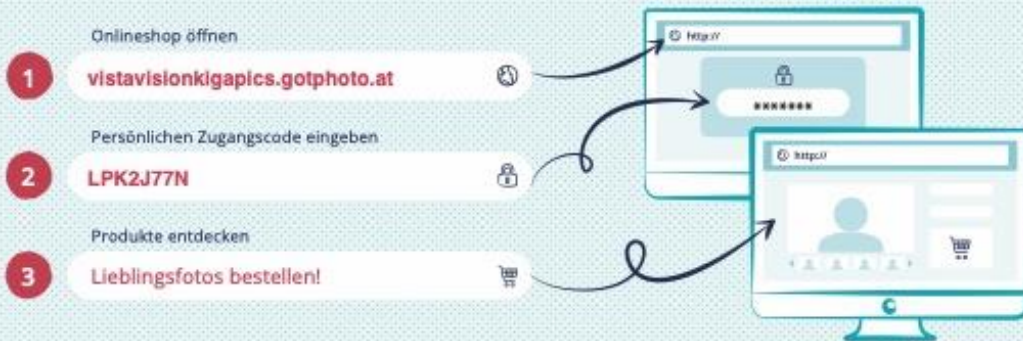 Onlineshop öffnen
1
vistavisionkigapics.gotphoto.at
http://
*******
Persönlichen Zugangscode eingeben
2
LPK2J77N
http://
Produkte entdecken
3
Lieblingsfotos bestellen!